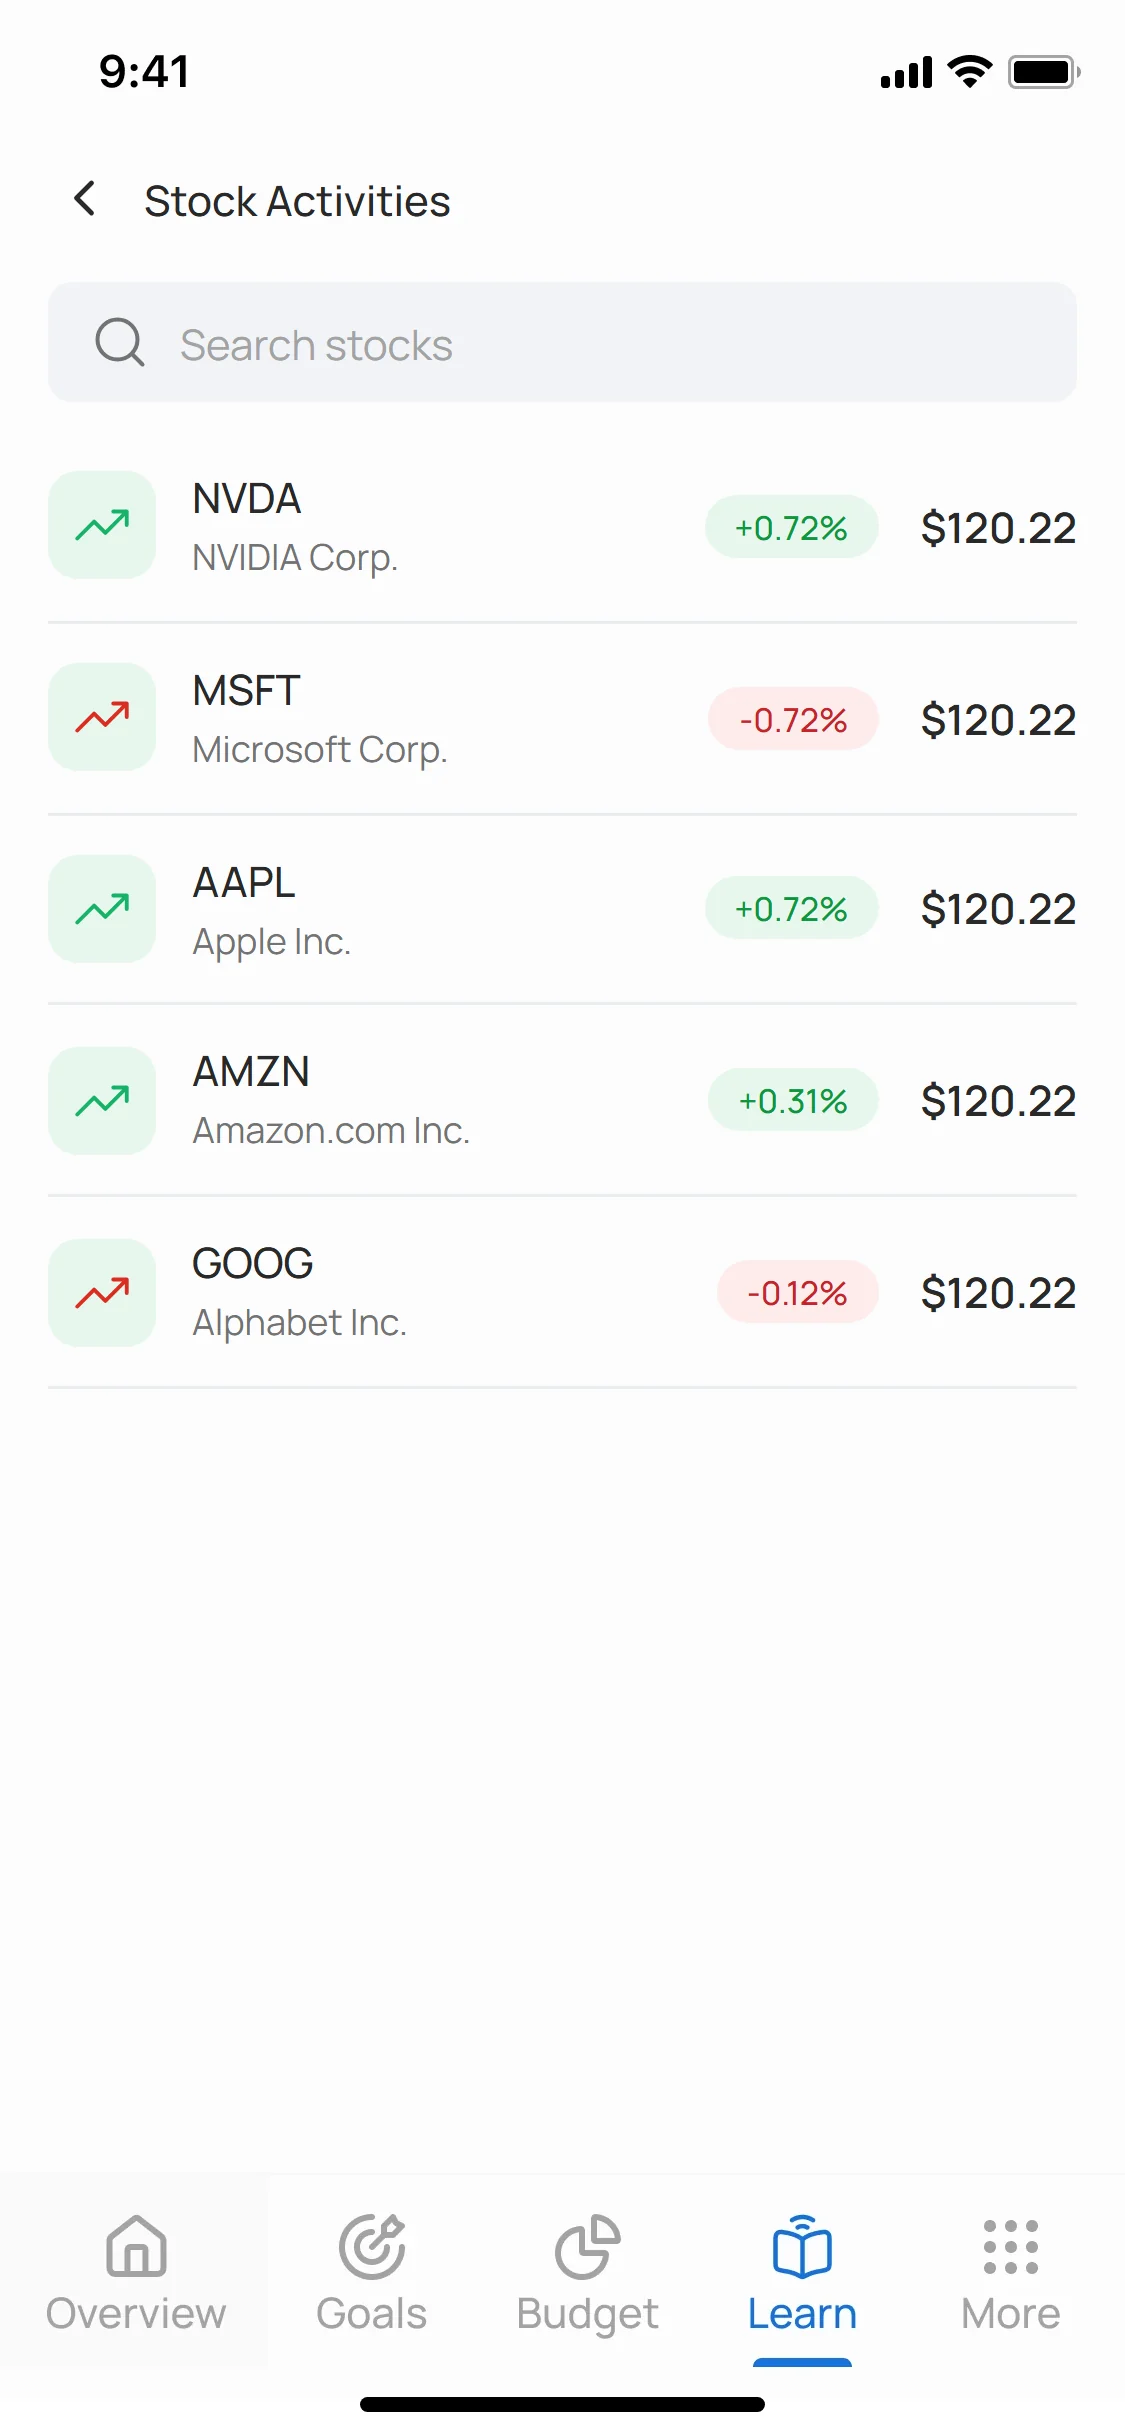 9:41
Stock Activities
Search stocks
NVDA
NVIDIA Corp.
+0.72%
$120.22
MSFT
Microsoft Corp.
-0.72%
$120.22
AAPL
Apple Inc.
+0.72%
$120.22
AMZN
Amazon.com Inc.
+0.31%
$120.22
GOOG
Alphabet Inc.
-0.12%
$120.22
Overview
Goals
Budget
Learn
More